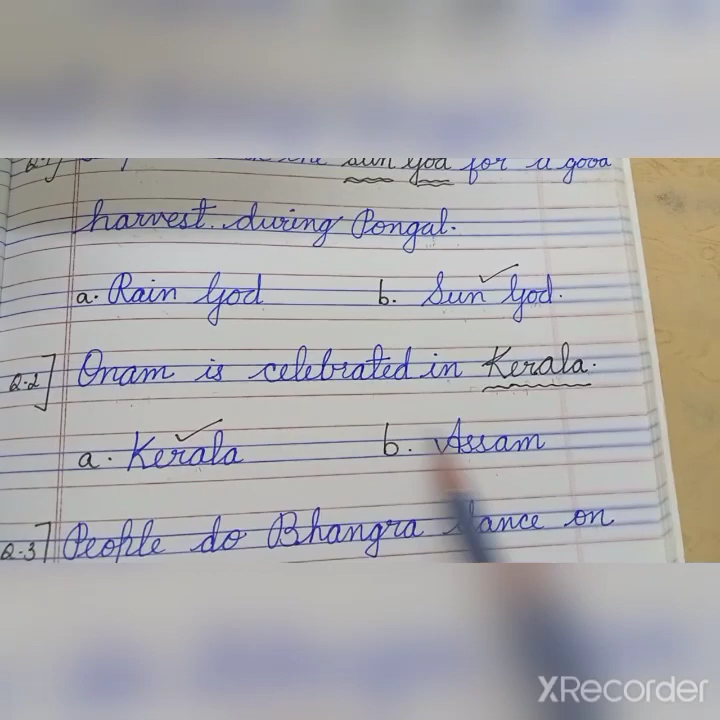 sun God for a good
harvest. during Pongal.
a. Rain God b. Sun God.
Q.2] Onam is celebrated in Kerala.
a. Kerala b. Assam
Q.3] People do Bhangra dance on
XRecorder